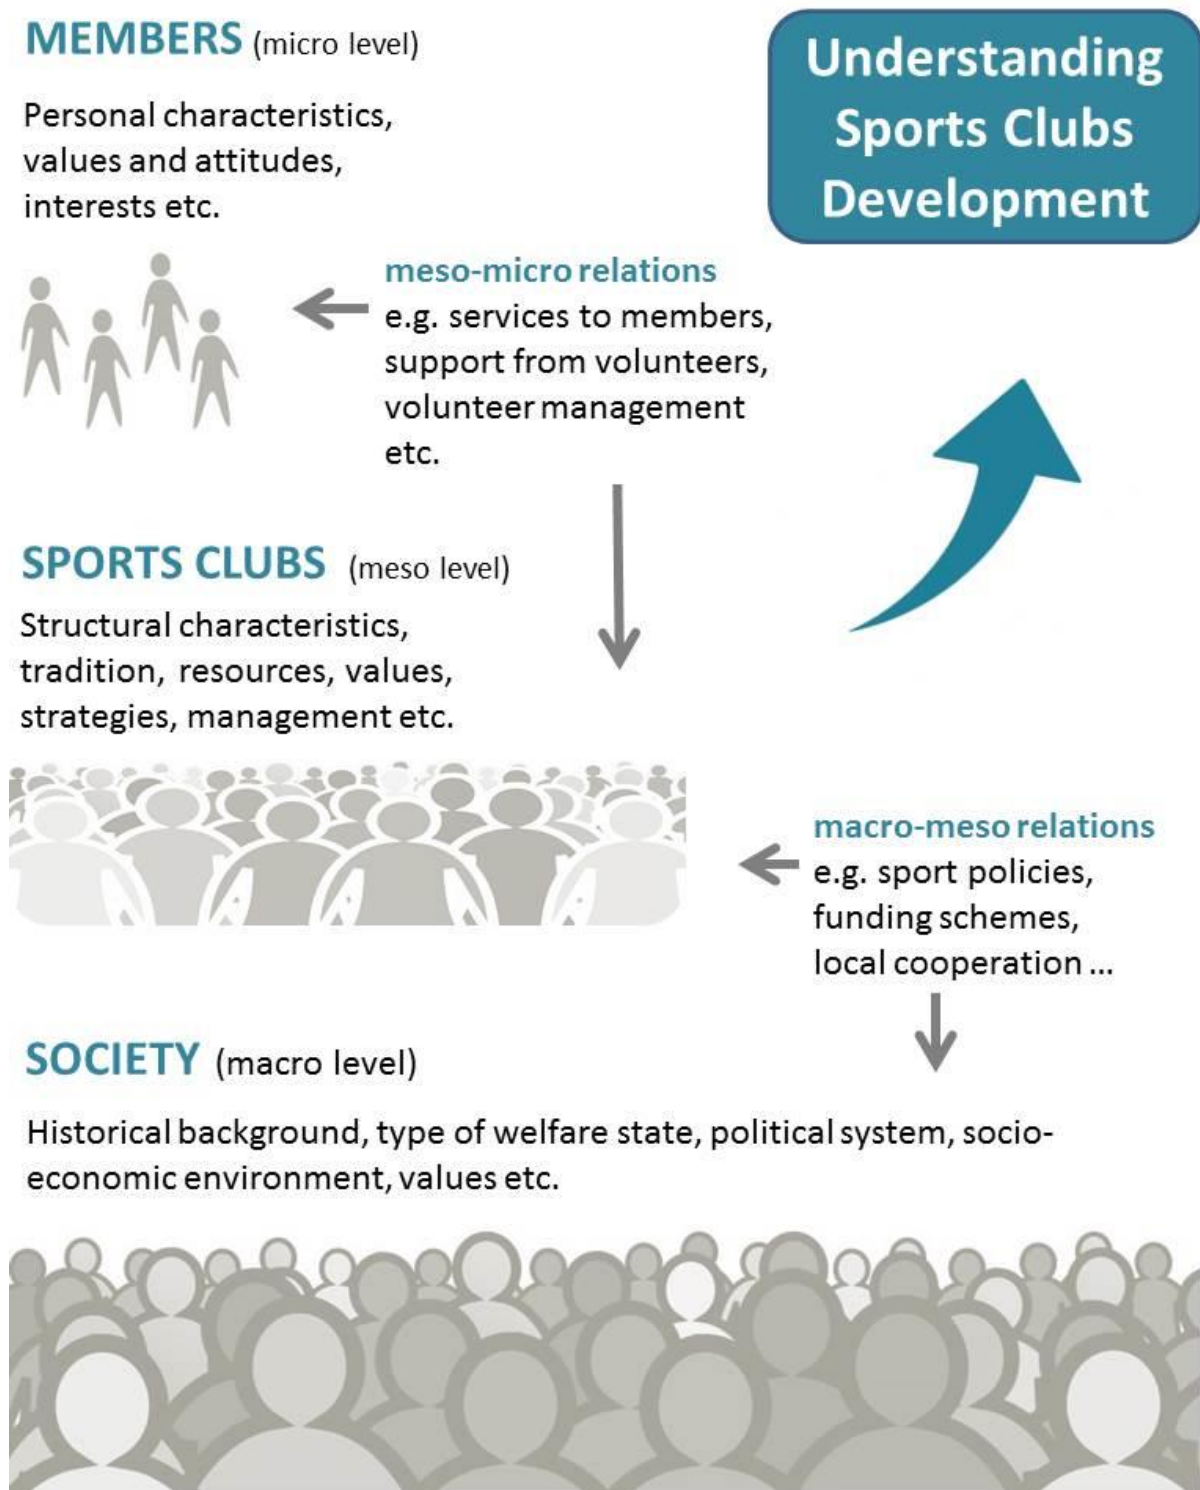 MEMBERS (micro level)
Understanding
Sports Clubs
Development
Personal characteristics,
values and attitudes,
interests etc.
meso-micro relations
e.g. services to members,
support from volunteers,
volunteer management
etc.
SPORTS CLUBS (meso level)
Structural characteristics,
tradition, resources, values,
strategies, management etc.
macro-meso relations
e.g. sport policies,
funding schemes,
local cooperation ...
SOCIETY (macro level)
Historical background, type of welfare state, political system, socio-
economic environment, values etc.